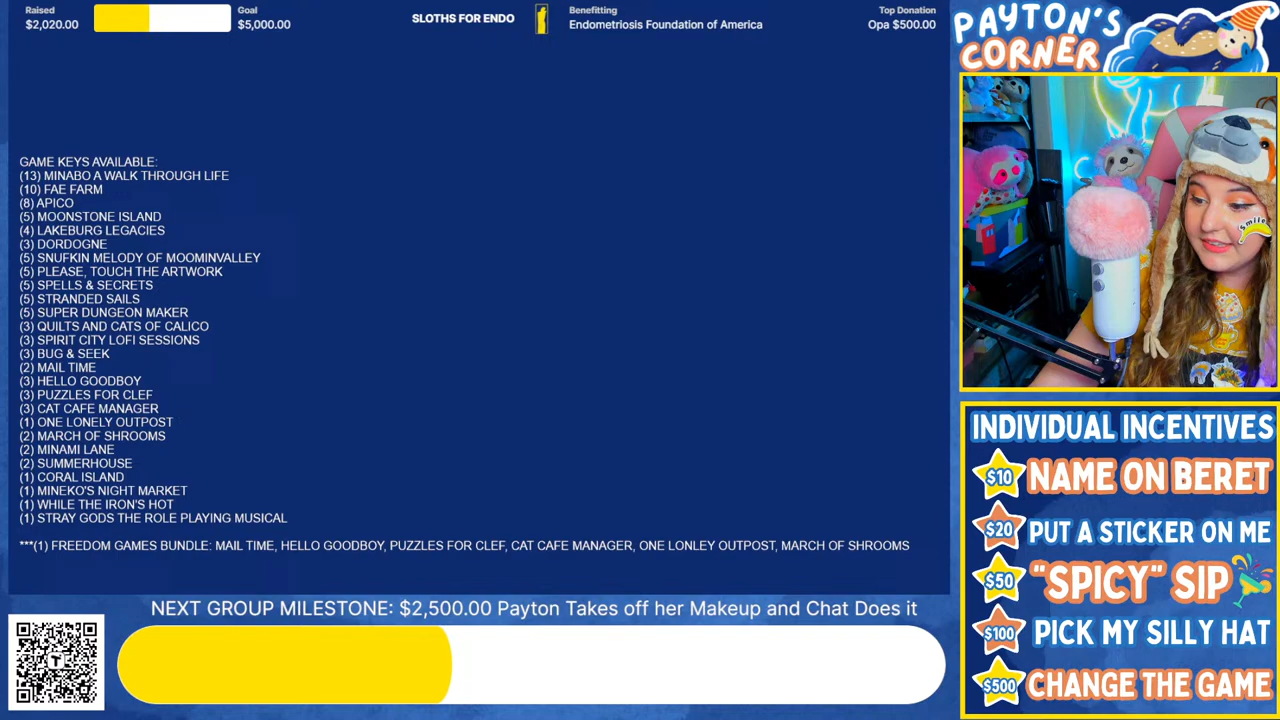 Raised
$2,020.00
Goal
$5,000.00
SLOTHS FOR ENDO
Benefitting
Endometriosis Foundation of America
Top Donation
Opa $500.00
PAYTON'S
CORNER
GAME KEYS AVAILABLE:
(13) MINABO A WALK THROUGH LIFE
(10) FAE FARM
(8) APICO
(5) MOONSTONE ISLAND
(4) LAKEBURG LEGACIES
(3) DORDOGNE
(5) SNUFKIN MELODY OF MOOMINVALLEY
(5) PLEASE, TOUCH THE ARTWORK
(5) SPELLS & SECRETS
(5) STRANDED SAILS
(5) SUPER DUNGEON MAKER
(3) QUILTS AND CATS OF CALICO
(3) SPIRIT CITY LOFI SESSIONS
(3) BUG & SEEK
(2) MAIL TIME
(3) HELLO GOODBOY
(3) PUZZLES FOR CLEF
(3) CAT CAFE MANAGER
(1) ONE LONELY OUTPOST
(2) MARCH OF SHROOMS
(2) MINAMI LANE
(2) SUMMERHOUSE
(1) CORAL ISLAND
(1) MINEKO'S NIGHT MARKET
(1) WHILE THE IRON'S HOT
(1) STRAY GODS THE ROLE PLAYING MUSICAL
***(1) FREEDOM GAMES BUNDLE: MAIL TIME, HELLO GOODBOY, PUZZLES FOR CLEF, CAT CAFE MANAGER, ONE LONLEY OUTPOST, MARCH OF SHROOMS
NEXT GROUP MILESTONE: $2,500.00 Payton Takes off her Makeup and Chat Does it
smile
INDIVIDUAL INCENTIVES
$10 NAME ON BERET
$20 PUT A STICKER ON ME
$50 "SPICY" SIP
$100 PICK MY SILLY HAT
$500 CHANGE THE GAME